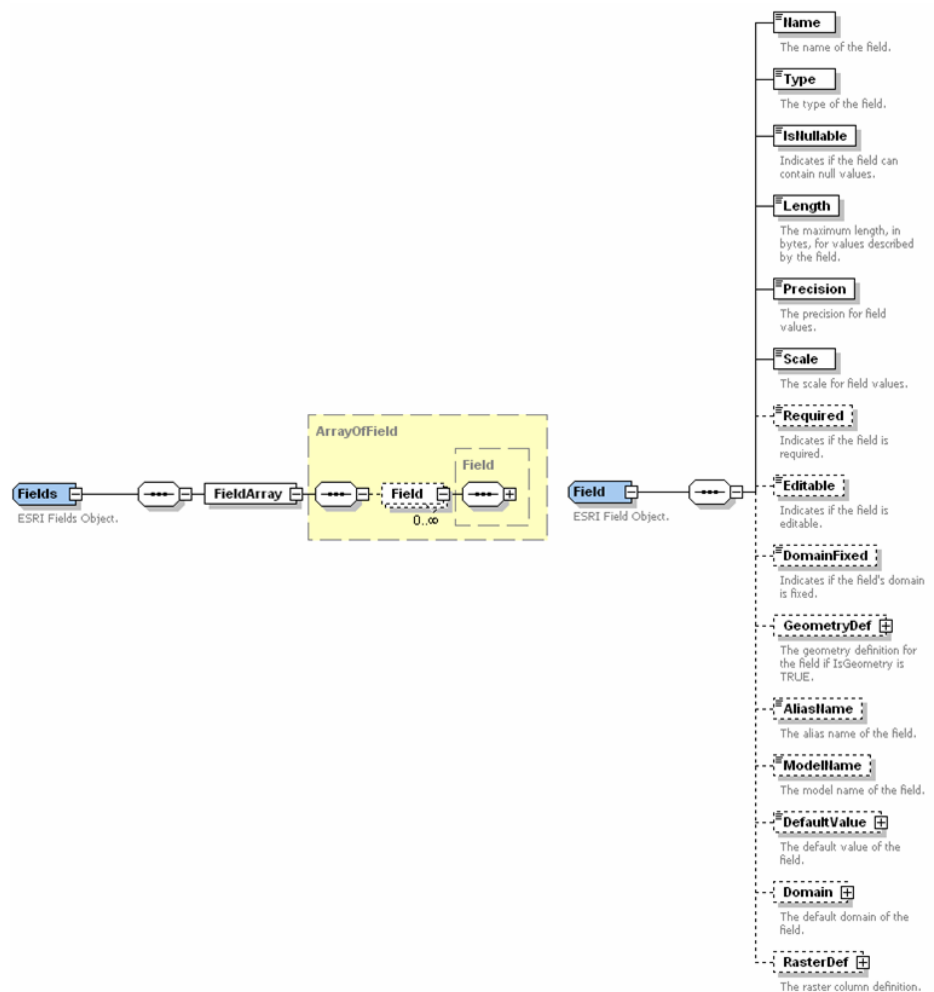 Fields
ESRI Fields Object.
FieldArray
ArrayOfField
Field
0..∞
Field
Field
ESRI Field Object.
Name
The name of the field.
Type
The type of the field.
IsNullable
Indicates if the field can
contain null values.
Length
The maximum length, in
bytes, for values described
by the field.
Precision
The precision for field
values.
Scale
The scale for field values.
Required
Indicates if the field is
required.
Editable
Indicates if the field is
editable.
DomainFixed
Indicates if the field's domain
is fixed.
GeometryDef
The geometry definition for
the field if IsGeometry is
TRUE.
AliasName
The alias name of the field.
ModelName
The model name of the field.
DefaultValue
The default value of the
field.
Domain
The default domain of the
field.
RasterDef
The raster column definition.